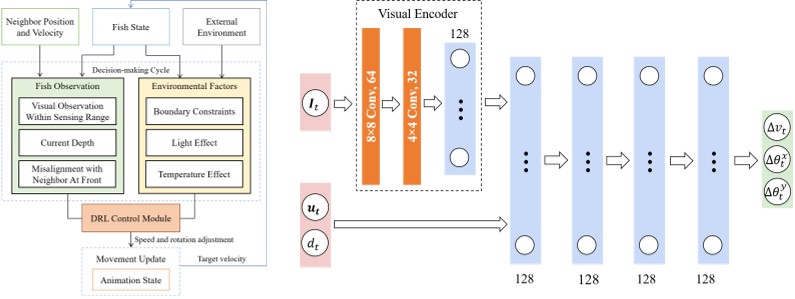 Neighbor Position
and Velocity
Fish State
External
Environment
Decision-making Cycle
Fish Observation
Visual Observation
Within Sensing Range
Current Depth
Misalignment with
Neighbor At Front
Environmental Factors
Boundary Constraints
Light Effect
Temperature Effect
DRL Control Module
Speed and rotation adjustment
Movement Update
Animation State
Target velocity
Visual Encoder
I_t
8×8 Conv, 64
4×4 Conv, 32
128
u_t
d_t
128
128
128
128
Δv_t
Δθ_t^x
Δθ_t^y